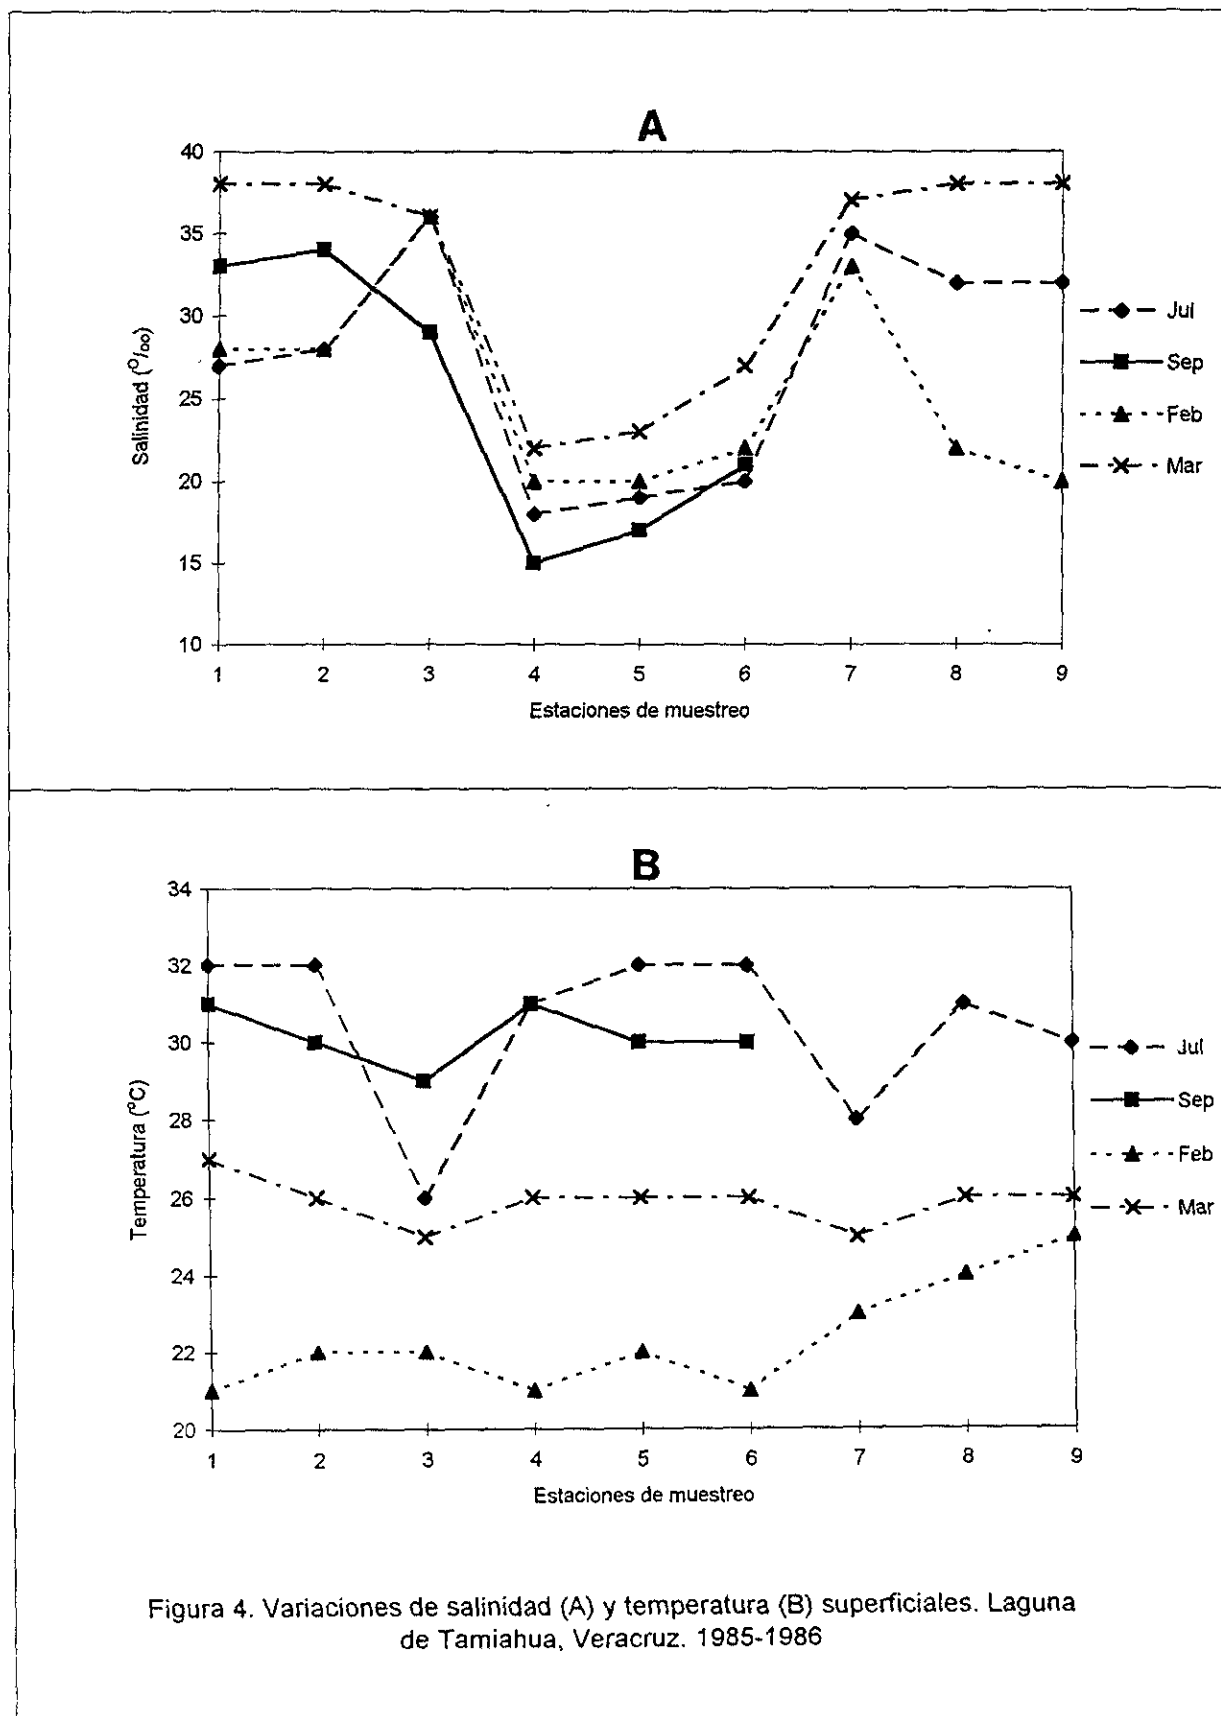 A
40
35
30
25
20
15
10
Salinidad (⁰/₀₀)
1 2 3 4 5 6 7 8 9
Estaciones de muestreo
Jul
Sep
Feb
Mar
B
34
32
30
28
26
24
22
20
Temperatura (⁰C)
1 2 3 4 5 6 7 8 9
Estaciones de muestreo
Jul
Sep
Feb
Mar
Figura 4. Variaciones de salinidad (A) y temperatura (B) superficiales. Laguna
de Tamiahua, Veracruz. 1985-1986